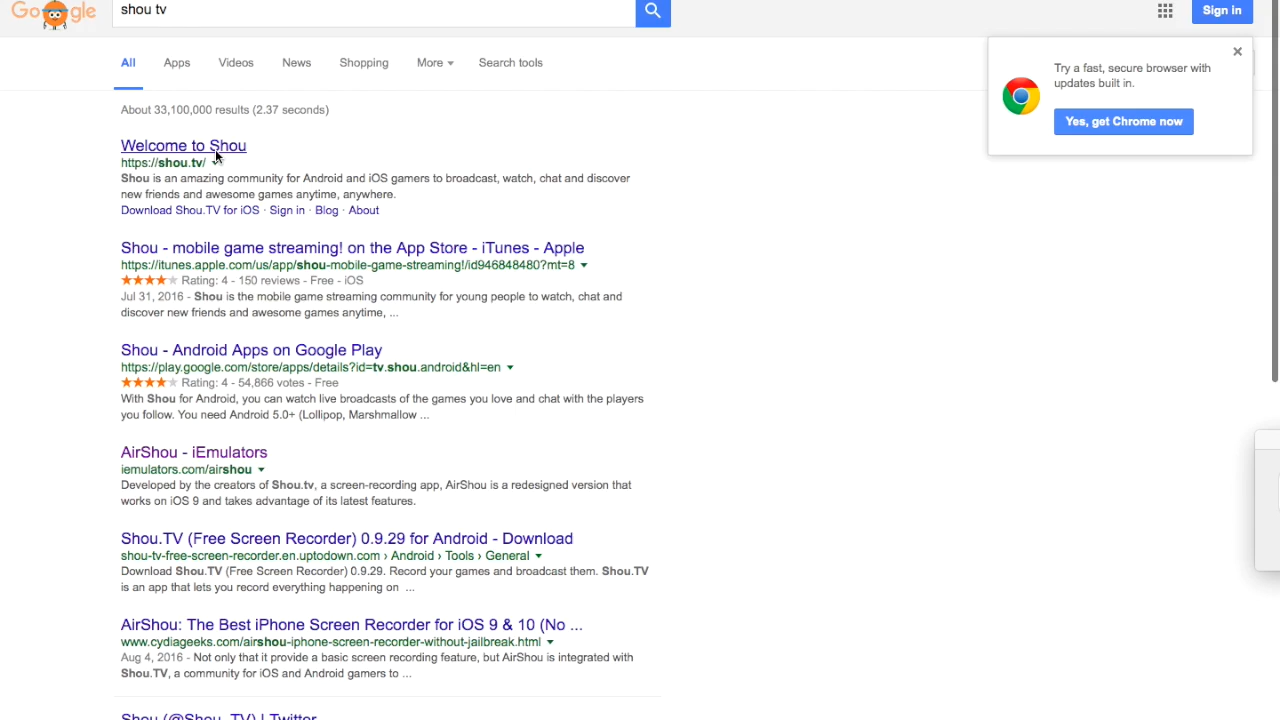 Google
shou tv
Sign in
All Apps Videos News Shopping More Search tools
Try a fast, secure browser with
updates built in.
Yes, get Chrome now
About 33,100,000 results (2.37 seconds)
Welcome to Shou
https://shou.tv/
Shou is an amazing community for Android and iOS gamers to broadcast, watch, chat and discover
new friends and awesome games anytime, anywhere.
Download Shou.TV for iOS · Sign in · Blog · About
Shou - mobile game streaming! on the App Store - iTunes - Apple
https://itunes.apple.com/us/app/shou-mobile-game-streaming!/id946848480?mt=8
Rating: 4 - 150 reviews - Free - iOS
Jul 31, 2016 - Shou is the mobile game streaming community for young people to watch, chat and
discover new friends and awesome games anytime, ...
Shou - Android Apps on Google Play
https://play.google.com/store/apps/details?id=tv.shou.android&hl=en
Rating: 4 - 54,866 votes - Free
With Shou for Android, you can watch live broadcasts of the games you love and chat with the players
you follow. You need Android 5.0+ (Lollipop, Marshmallow ...
AirShou - iEmulators
iemulators.com/airshou
Developed by the creators of Shou.tv, a screen-recording app, AirShou is a redesigned version that
works on iOS 9 and takes advantage of its latest features.
Shou.TV (Free Screen Recorder) 0.9.29 for Android - Download
shou-tv-free-screen-recorder.en.uptodown.com › Android › Tools › General
Download Shou.TV (Free Screen Recorder) 0.9.29. Record your games and broadcast them. Shou.TV
is an app that lets you record everything happening on ...
AirShou: The Best iPhone Screen Recorder for iOS 9 & 10 (No ...
www.cydiageeks.com/airshou-iphone-screen-recorder-without-jailbreak.html
Aug 4, 2016 - Not only that it provide a basic screen recording feature, but AirShou is integrated with
Shou.TV, a community for iOS and Android gamers to ...
Shou (@Shou_TV) | Twitter